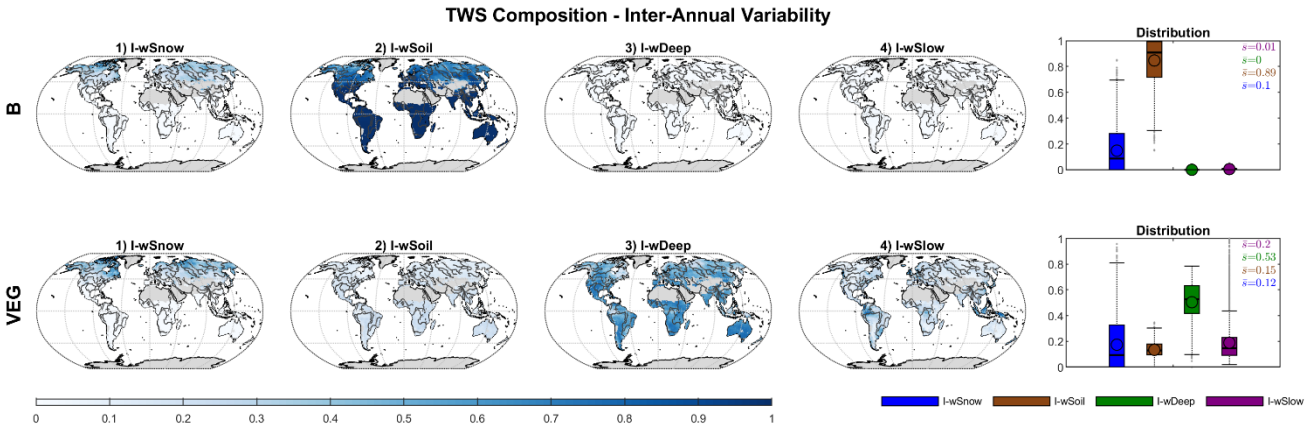 TWS Composition - Inter-Annual Variability
B
1) I-wSnow
2) I-wSoil
3) I-wDeep
4) I-wSlow
Distribution
1
0.8
0.6
0.4
0.2
0
s̄=0.01
s̄=0
s̄=0.89
s̄=0.1
VEG
1) I-wSnow
2) I-wSoil
3) I-wDeep
4) I-wSlow
Distribution
1
0.8
0.6
0.4
0.2
0
s̄=0.2
s̄=0.53
s̄=0.15
s̄=0.12
0 0.1 0.2 0.3 0.4 0.5 0.6 0.7 0.8 0.9 1
I-wSnow I-wSoil I-wDeep I-wSlow